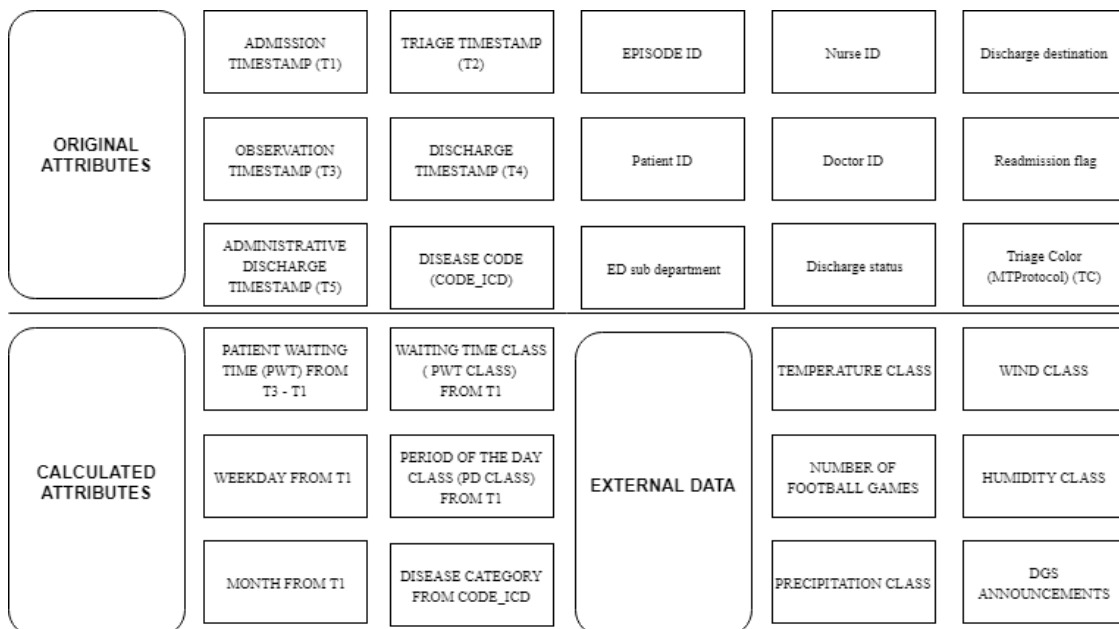 ORIGINAL
ATTRIBUTES
ADMISSION
TIMESTAMP (T1)
TRIAGE TIMESTAMP
(T2)
EPISODE ID
Nurse ID
Discharge destination
OBSERVATION
TIMESTAMP (T3)
DISCHARGE
TIMESTAMP (T4)
Patient ID
Doctor ID
Readmission flag
ADMINISTRATIVE
DISCHARGE
TIMESTAMP (T5)
DISEASE CODE
(CODE_ICD)
ED sub department
Discharge status
Triage Color
(MTProtocol) (TC)
CALCULATED
ATTRIBUTES
PATIENT WAITING
TIME (PWT) FROM
T3 - T1
WAITING TIME CLASS
( PWT CLASS)
FROM T1
WEEKDAY FROM T1
PERIOD OF THE DAY
CLASS (PD CLASS)
FROM T1
MONTH FROM T1
DISEASE CATEGORY
FROM CODE_ICD
EXTERNAL DATA
TEMPERATURE CLASS
WIND CLASS
NUMBER OF
FOOTBALL GAMES
HUMIDITY CLASS
PRECIPITATION CLASS
DGS
ANNOUNCEMENTS